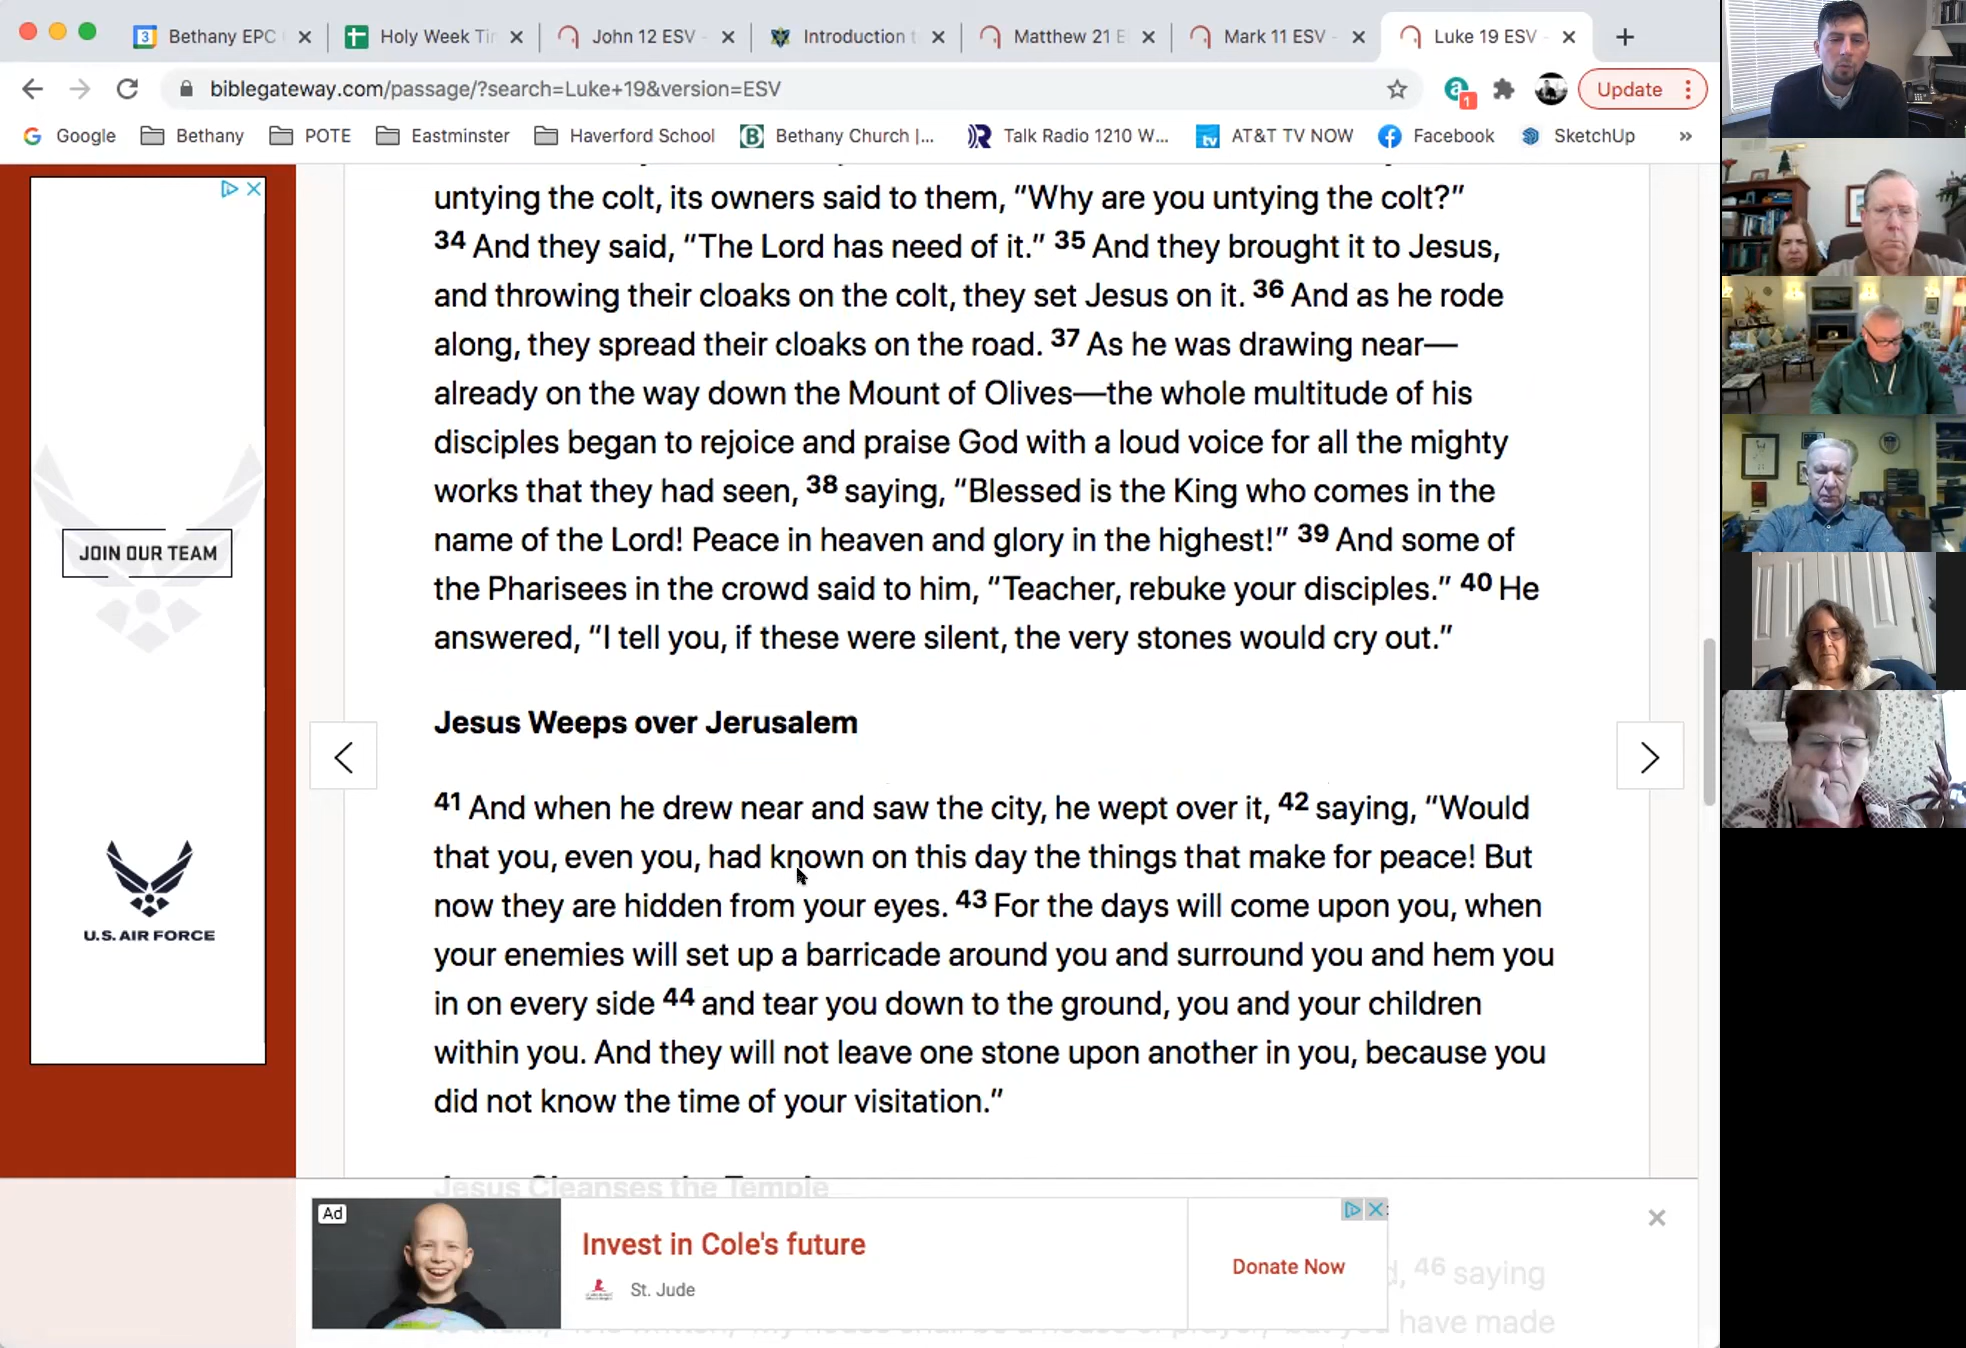 3 Bethany EPC
Holy Week Tir
John 12 ESV -
Introduction t
Matthew 21 E
Mark 11 ESV -
Luke 19 ESV -
biblegateway.com/passage/?search=Luke+19&version=ESV
1
Update
Google
Bethany
POTE
Eastminster
Haverford School
B Bethany Church |...
Talk Radio 1210 W...
tv AT&T TV NOW
Facebook
SketchUp
»
JOIN OUR TEAM
U.S. AIR FORCE
untying the colt, its owners said to them, “Why are you untying the colt?”
34 And they said, “The Lord has need of it.” 35 And they brought it to Jesus,
and throwing their cloaks on the colt, they set Jesus on it. 36 And as he rode
along, they spread their cloaks on the road. 37 As he was drawing near—
already on the way down the Mount of Olives—the whole multitude of his
disciples began to rejoice and praise God with a loud voice for all the mighty
works that they had seen, 38 saying, “Blessed is the King who comes in the
name of the Lord! Peace in heaven and glory in the highest!” 39 And some of
the Pharisees in the crowd said to him, “Teacher, rebuke your disciples.” 40 He
answered, “I tell you, if these were silent, the very stones would cry out.”
Jesus Weeps over Jerusalem
41 And when he drew near and saw the city, he wept over it, 42 saying, “Would
that you, even you, had known on this day the things that make for peace! But
now they are hidden from your eyes. 43 For the days will come upon you, when
your enemies will set up a barricade around you and surround you and hem you
in on every side 44 and tear you down to the ground, you and your children
within you. And they will not leave one stone upon another in you, because you
did not know the time of your visitation.”
Jesus Cleanses the Temple
Ad
Invest in Cole's future
St. Jude
Donate Now
d, 46 saying
have made